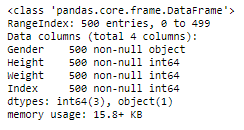 <class 'pandas.core.frame.DataFrame'>
RangeIndex: 500 entries, 0 to 499
Data columns (total 4 columns):
Gender    500 non-null object
Height    500 non-null int64
Weight    500 non-null int64
Index     500 non-null int64
dtypes: int64(3), object(1)
memory usage: 15.8+ KB